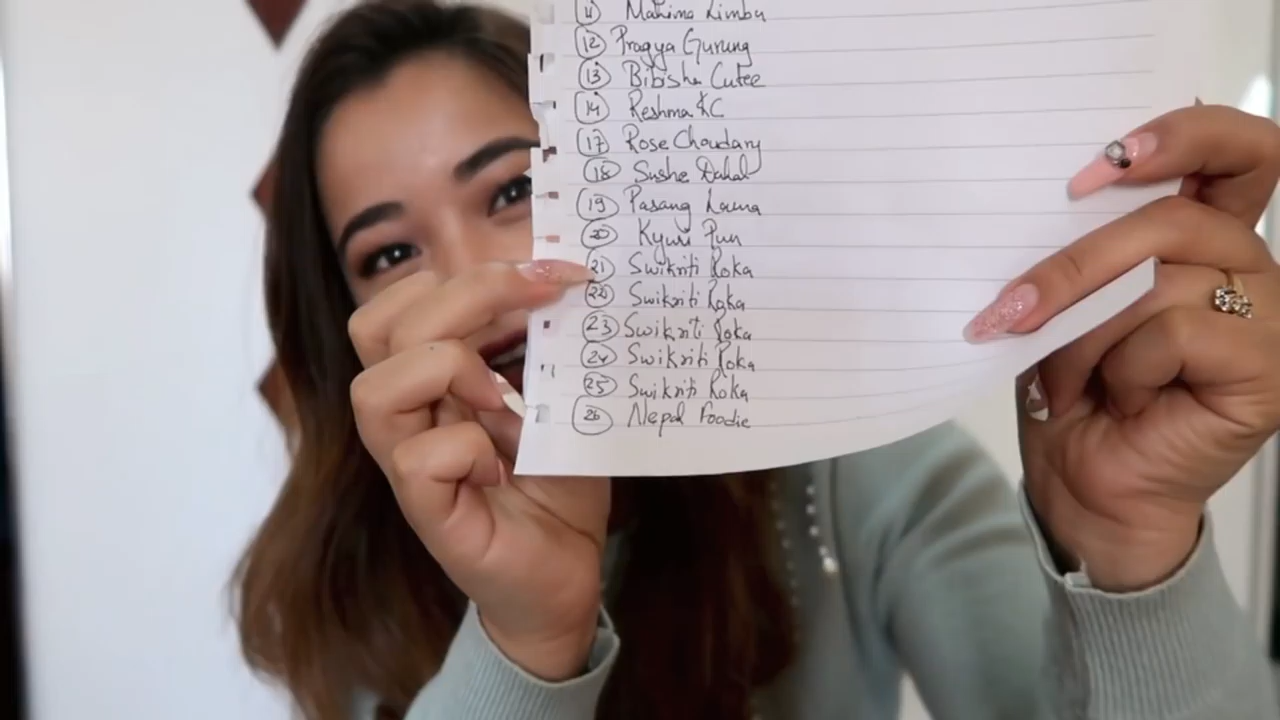 11 Mahima Limbu
12 Pragya Gurung
13 Bibisha Cutee
14 Reshma KC
17 Rose Choudary
18 Sushe Dahal
19 Pasang Lama
20 Kyuri Pun
21 Swikriti Roka
22 Swikriti Roka
23 Swikriti Roka
24 Swikriti Roka
25 Swikriti Roka
26 Nepal Foodie